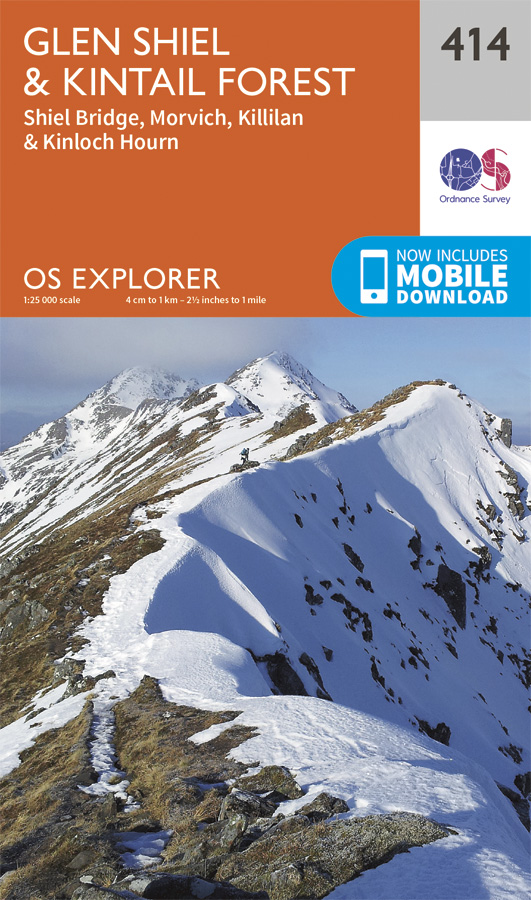 GLEN SHIEL
& KINTAIL FOREST
Shiel Bridge, Morvich, Killilan
& Kinloch Hourn
414
OS
Ordnance Survey
OS EXPLORER
1:25 000 scale 4 cm to 1 km – 2½ inches to 1 mile
NOW INCLUDES
MOBILE
DOWNLOAD